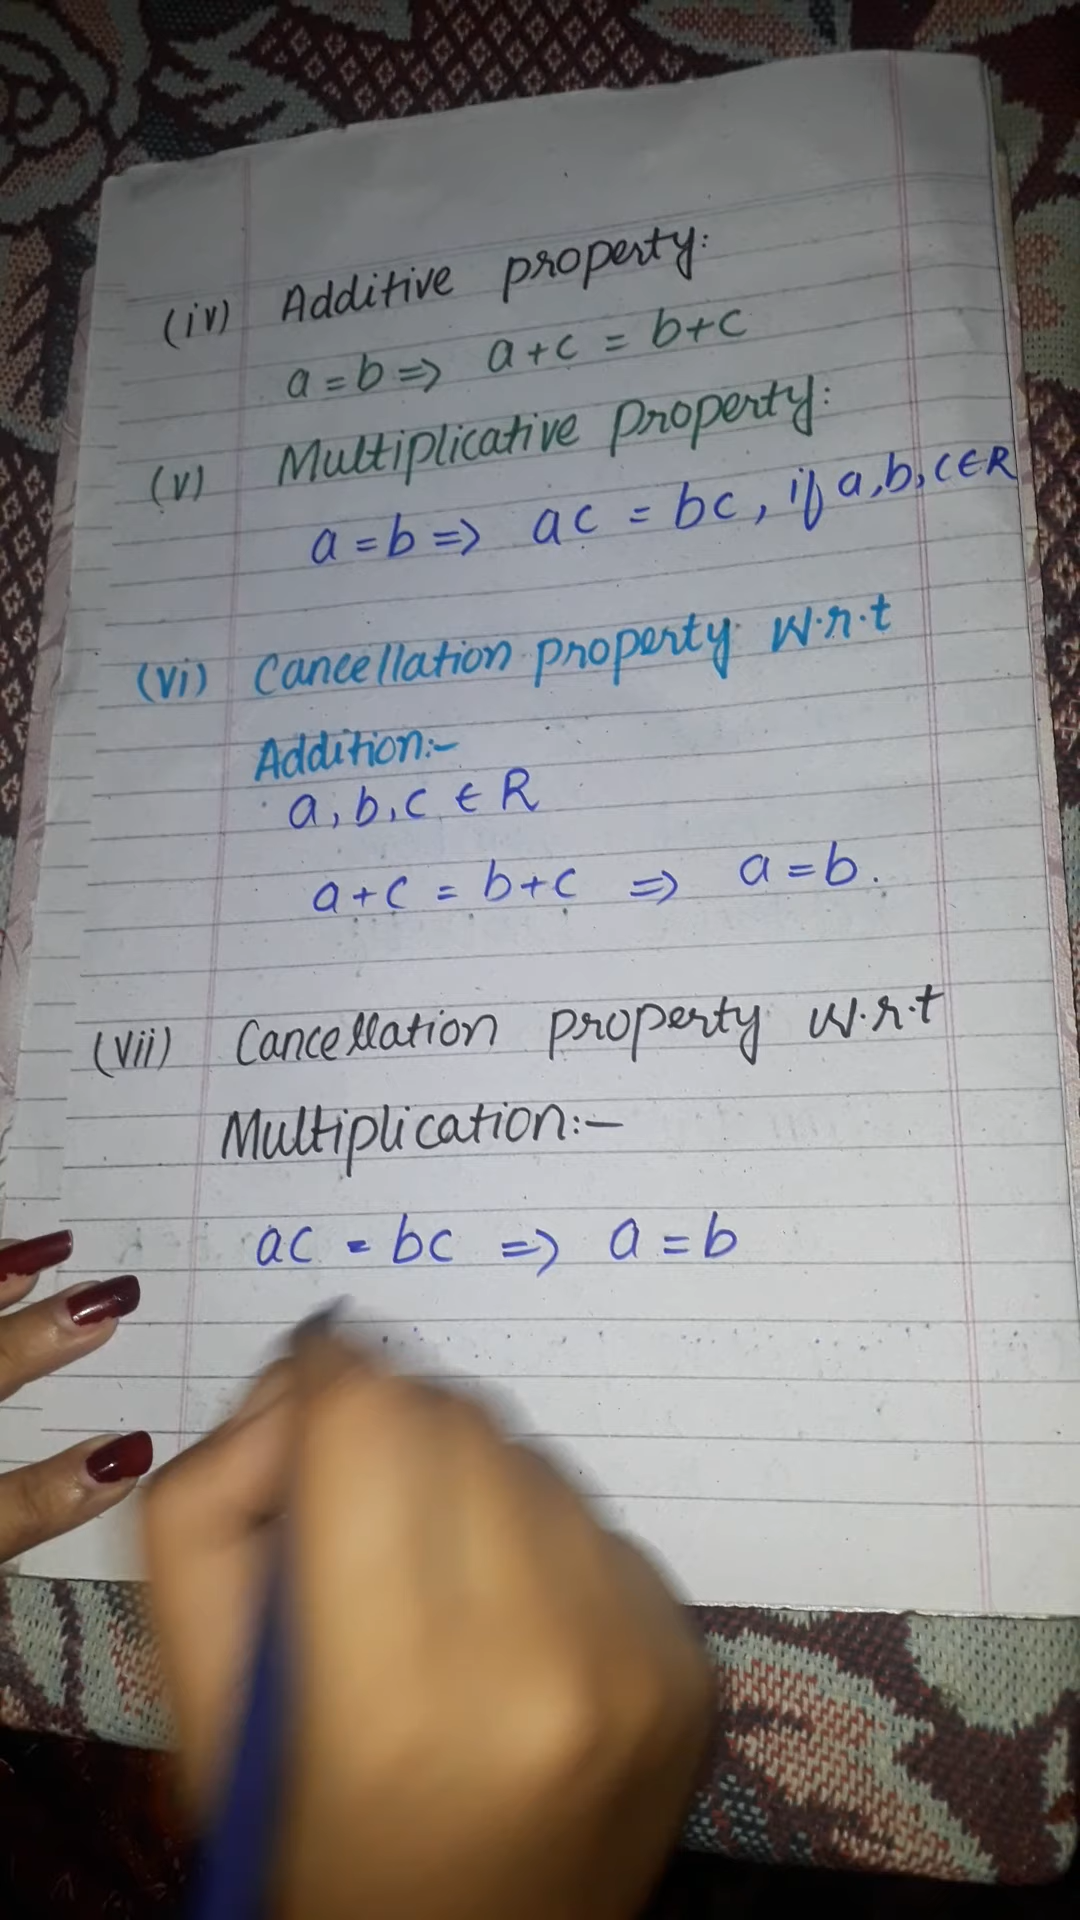 (iv) Additive property:
a = b => a + c = b + c
(v) Multiplicative property:
a = b => ac = bc, if a, b, c ∈ R
(vi) Cancellation property w.r.t
Addition:-
a, b, c ∈ R
a + c = b + c => a = b.
(vii) Cancellation property w.r.t
Multiplication:-
ac = bc => a = b